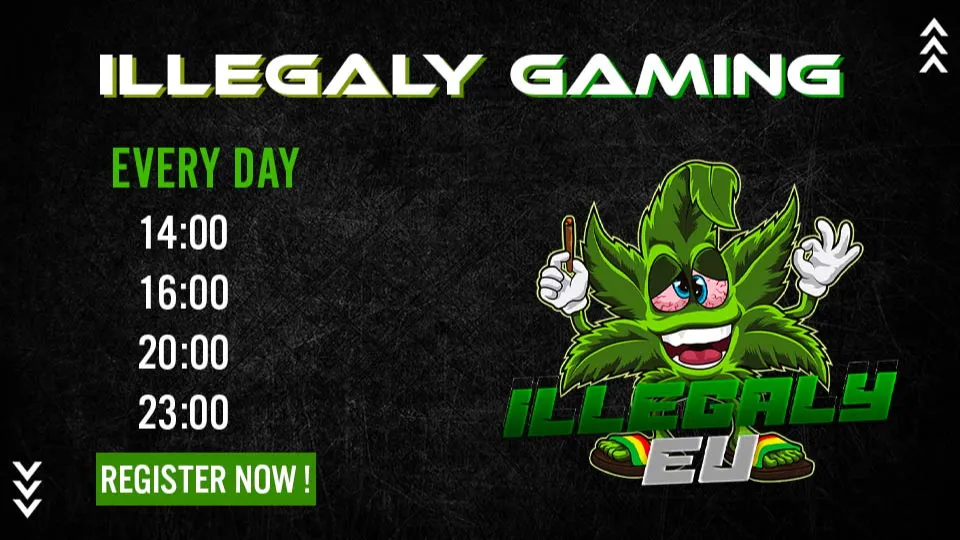 ILLEGALY GAMING
EVERY DAY
14:00
16:00
20:00
23:00
REGISTER NOW !
ILLEGALY
EU